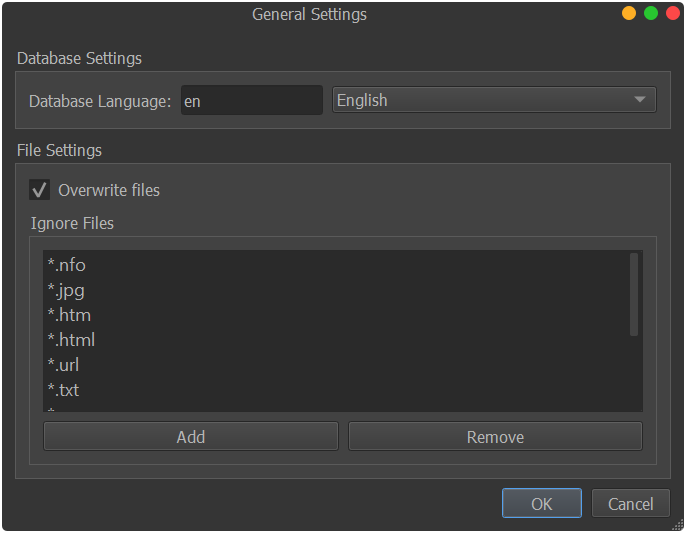 General Settings
Database Settings
Database Language: en English
File Settings
Overwrite files
Ignore Files
*.nfo
*.jpg
*.htm
*.html
*.url
*.txt
Add Remove
OK Cancel